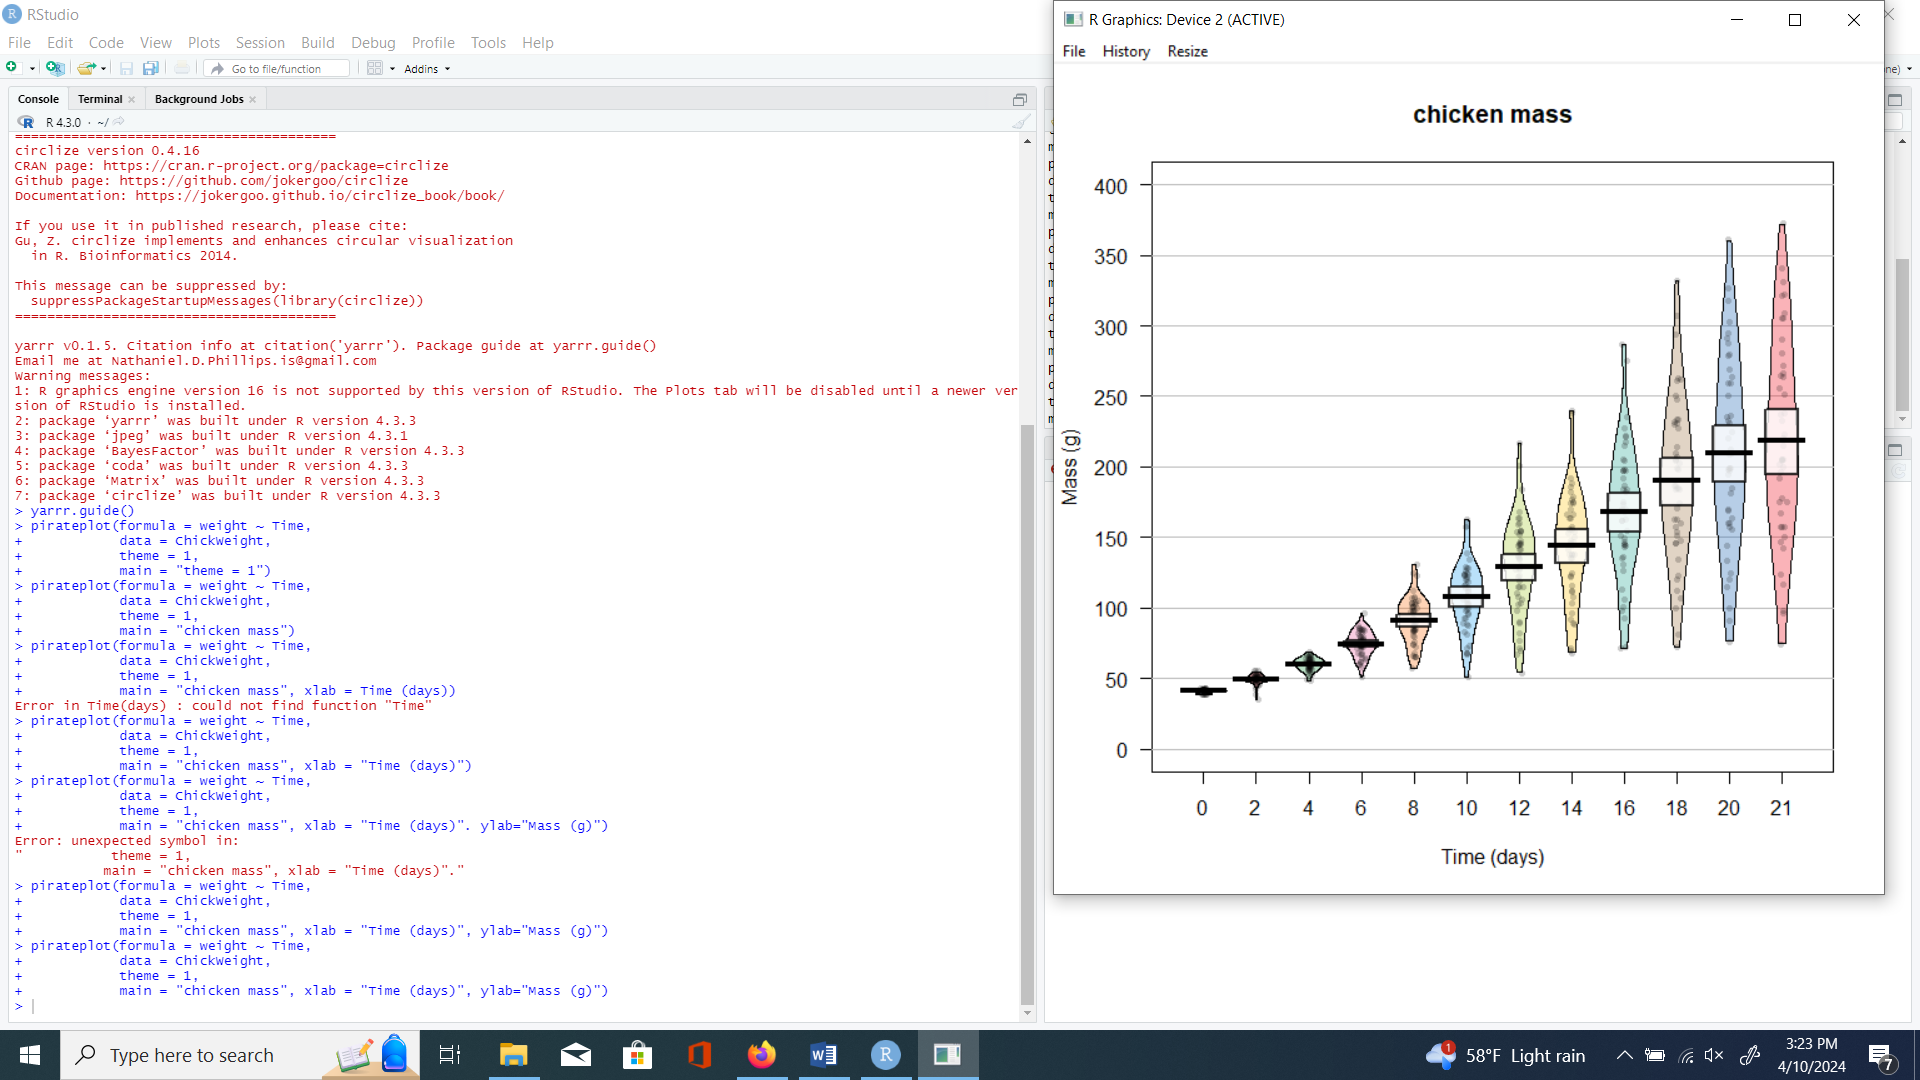 RStudio
File Edit Code View Plots Session Build Debug Profile Tools Help
Go to file/function Addins
Console Terminal Background Jobs
R 4.3.0 · ~/
========================================
circlize version 0.4.16
CRAN page: https://cran.r-project.org/package=circlize
Github page: https://github.com/jokergoo/circlize
Documentation: https://jokergoo.github.io/circlize_book/book/
If you use it in published research, please cite:
Gu, Z. circlize implements and enhances circular visualization
in R. Bioinformatics 2014.
This message can be suppressed by:
suppressPackageStartupMessages(library(circlize))
========================================
yarrr v0.1.5. Citation info at citation('yarrr'). Package guide at yarrr.guide()
Email me at Nathaniel.D.Phillips.is@gmail.com
Warning messages:
1: R graphics engine version 16 is not supported by this version of RStudio. The Plots tab will be disabled until a newer ver
sion of RStudio is installed.
2: package ‘yarrr’ was built under R version 4.3.3
3: package ‘jpeg’ was built under R version 4.3.1
4: package ‘BayesFactor’ was built under R version 4.3.3
5: package ‘coda’ was built under R version 4.3.3
6: package ‘Matrix’ was built under R version 4.3.3
7: package ‘circlize’ was built under R version 4.3.3
> yarrr.guide()
> pirateplot(formula = weight ~ Time,
+ data = ChickWeight,
+ theme = 1,
+ main = "theme = 1")
> pirateplot(formula = weight ~ Time,
+ data = ChickWeight,
+ theme = 1,
+ main = "chicken mass")
> pirateplot(formula = weight ~ Time,
+ data = ChickWeight,
+ theme = 1,
+ main = "chicken mass", xlab = Time (days))
Error in Time(days) : could not find function "Time"
> pirateplot(formula = weight ~ Time,
+ data = ChickWeight,
+ theme = 1,
+ main = "chicken mass", xlab = "Time (days)")
> pirateplot(formula = weight ~ Time,
+ data = ChickWeight,
+ theme = 1,
+ main = "chicken mass", xlab = "Time (days)". ylab="Mass (g)")
Error: unexpected symbol in:
" theme = 1,
main = "chicken mass", xlab = "Time (days)"."
> pirateplot(formula = weight ~ Time,
+ data = ChickWeight,
+ theme = 1,
+ main = "chicken mass", xlab = "Time (days)", ylab="Mass (g)")
> pirateplot(formula = weight ~ Time,
+ data = ChickWeight,
+ theme = 1,
+ main = "chicken mass", xlab = "Time (days)", ylab="Mass (g)")
>
R Graphics: Device 2 (ACTIVE)
File History Resize
chicken mass
400
350
300
250
200
150
100
50
0
Mass (g)
0 2 4 6 8 10 12 14 16 18 20 21
Time (days)
Type here to search
58°F Light rain
3:23 PM
4/10/2024
7